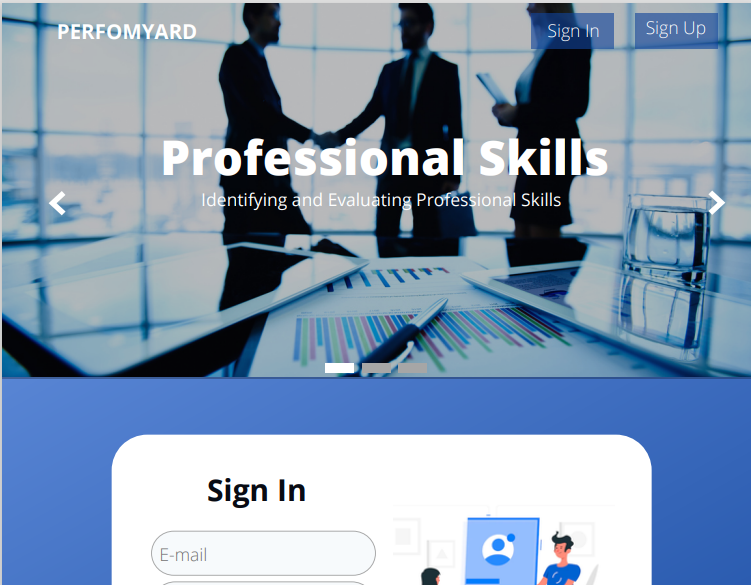 PERFOMYARD
Sign In
Sign Up
Professional Skills
Identifying and Evaluating Professional Skills
Sign In
E-mail